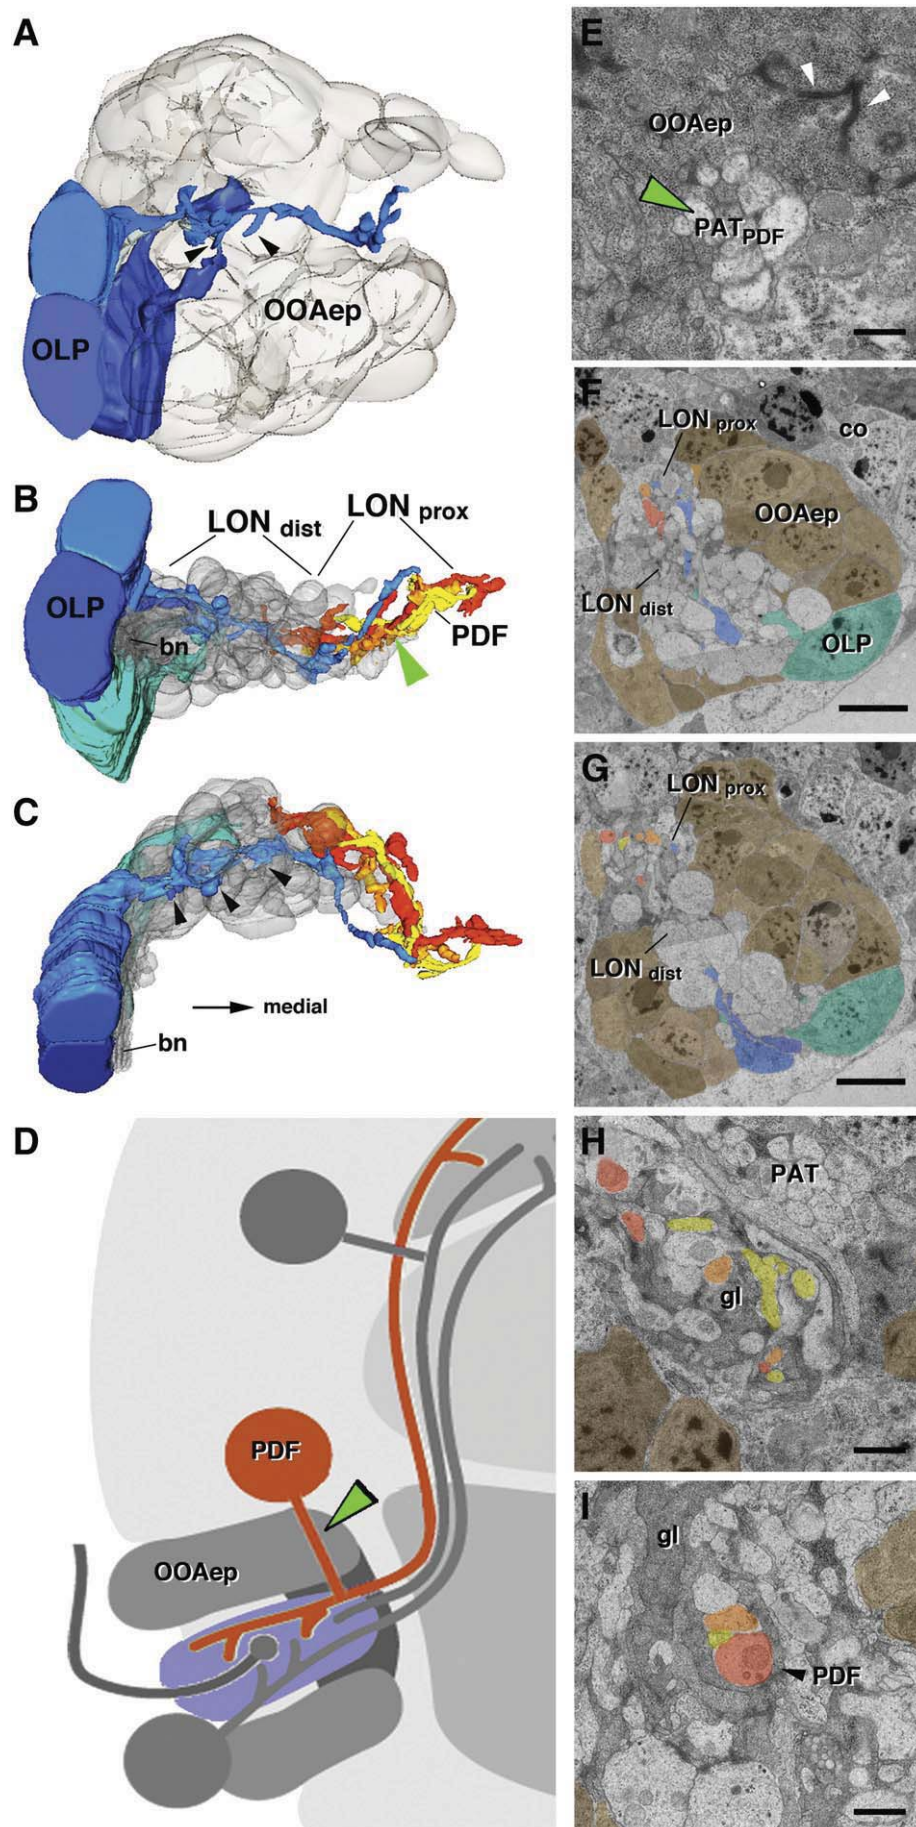 A
OLP
OOAep
B
LON dist
LON prox
OLP
bn
PDF
C
medial
bn
D
PDF
OOAep
E
OOAep
PAT PDF
F
LON prox
co
OOAep
LON dist
OLP
G
LON prox
LON dist
H
PAT
gl
I
gl
PDF